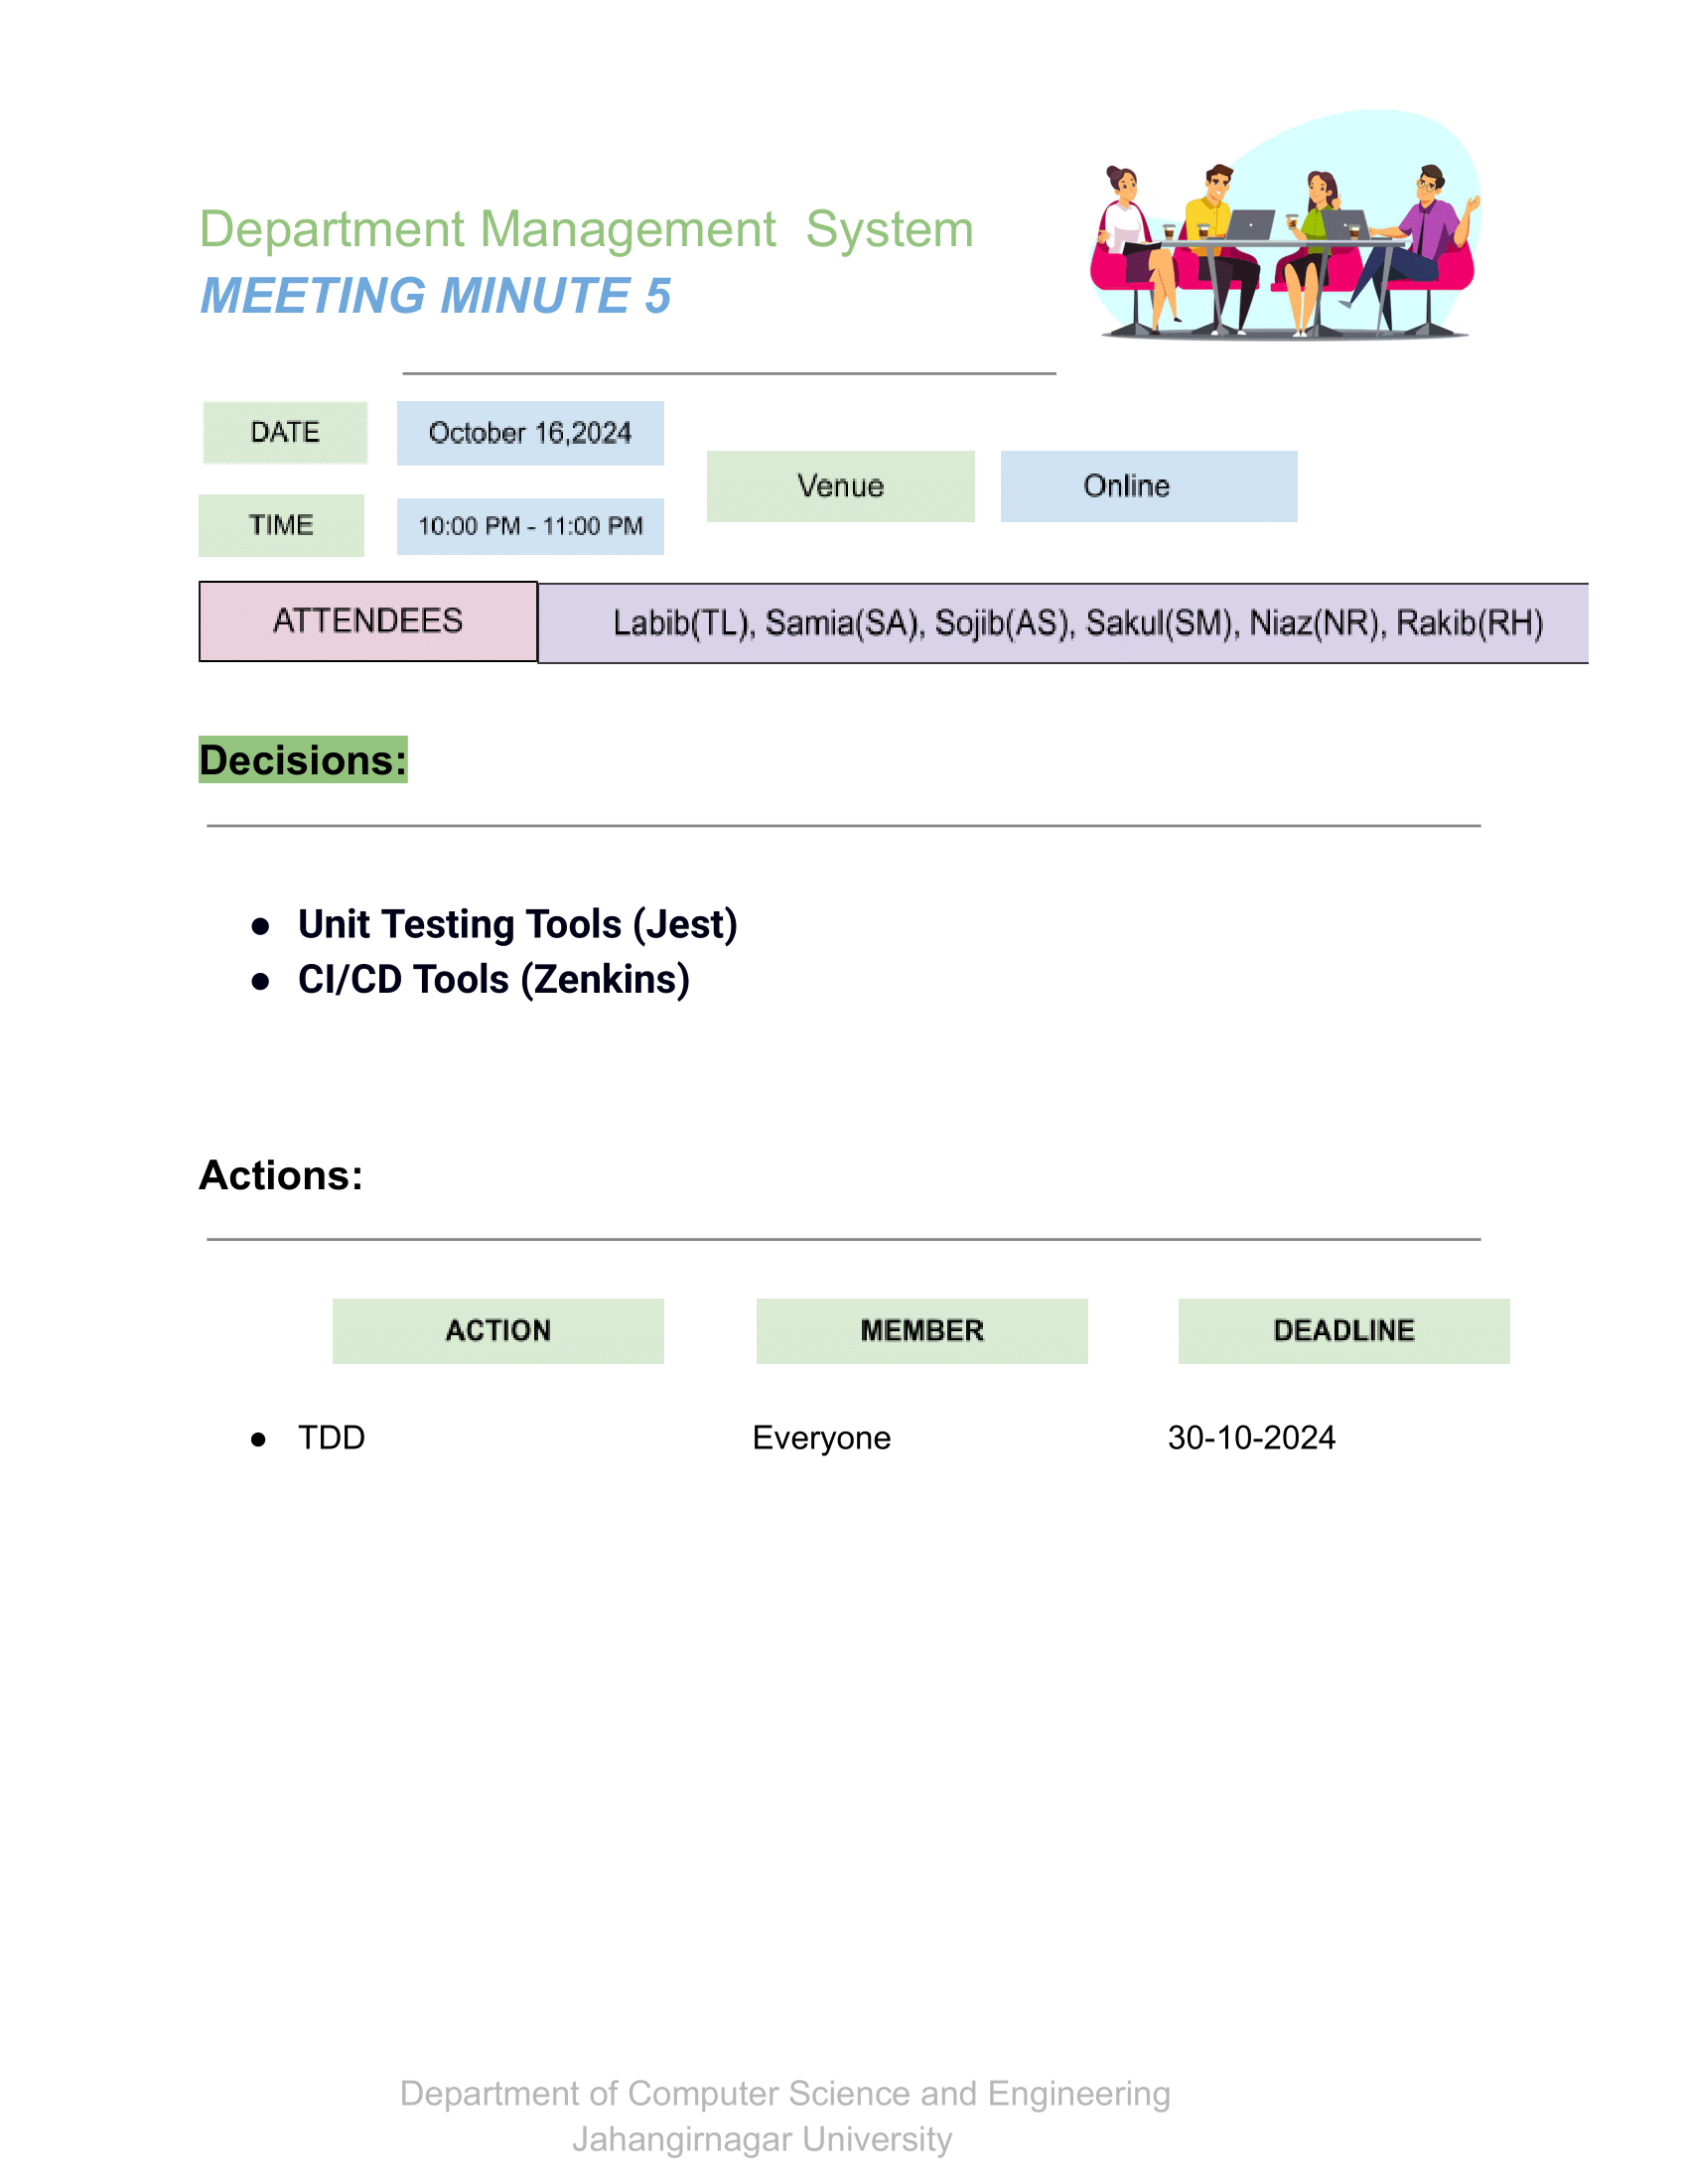 Department Management  System
MEETING MINUTE 5
DATE
October 16,2024
Venue
Online
TIME
10:00 PM - 11:00 PM
ATTENDEES
Labib(TL), Samia(SA), Sojib(AS), Sakul(SM), Niaz(NR), Rakib(RH)
Decisions:
● Unit Testing Tools (Jest)
● CI/CD Tools (Zenkins)
Actions:
ACTION MEMBER DEADLINE
● TDD Everyone 30-10-2024
Department of Computer Science and Engineering
Jahangirnagar University